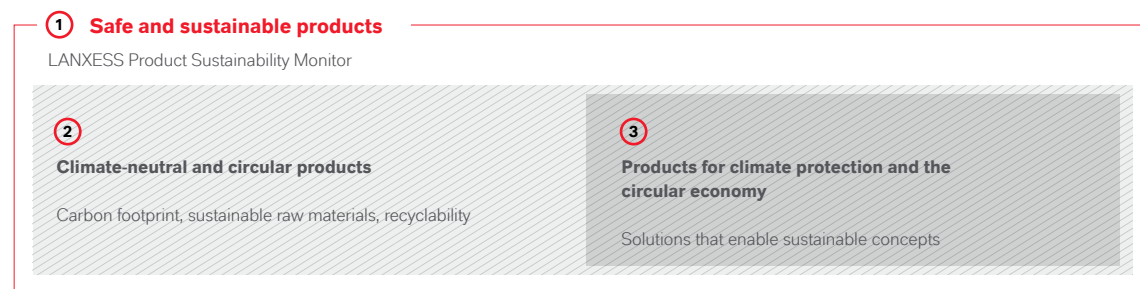 1 Safe and sustainable products
LANXESS Product Sustainability Monitor
2
Climate-neutral and circular products
Carbon footprint, sustainable raw materials, recyclability
3
Products for climate protection and the
circular economy
Solutions that enable sustainable concepts